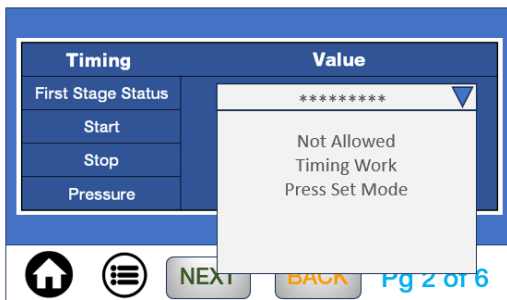 Timing Value
First Stage Status *********
Start
Stop
Pressure
Not Allowed
Timing Work
Press Set Mode
NEXT BACK Pg 2 of 6